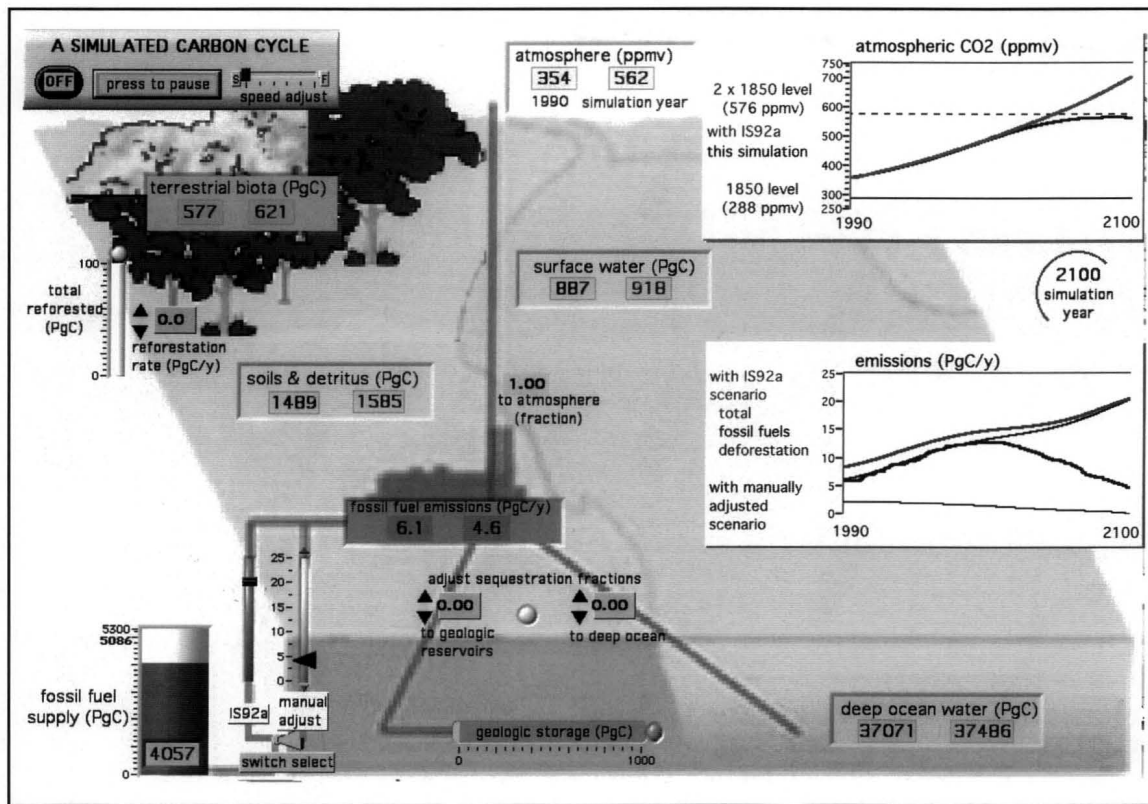 A SIMULATED CARBON CYCLE
OFF
press to pause
S
F
speed adjust
atmosphere (ppmv)
354 562
1990 simulation year
atmospheric CO2 (ppmv)
750
700
600
500
400
300
250
2 x 1850 level
(576 ppmv)
with IS92a
this simulation
1850 level
(288 ppmv)
1990
2100
terrestrial biota (PgC)
577 621
surface water (PgC)
887 918
2100
simulation
year
100
0
total
reforested
(PgC)
0.0
reforestation
rate (PgC/y)
soils & detritus (PgC)
1489 1585
1.00
to atmosphere
(fraction)
emissions (PgC/y)
25
20
15
10
5
0
with IS92a
scenario
total
fossil fuels
deforestation
with manually
adjusted
scenario
1990
2100
fossil fuel emissions (PgC/y)
6.1 4.6
25
20
15
10
5
0
adjust sequestration fractions
0.00
to geologic
reservoirs
0.00
to deep ocean
5300
5086
0
fossil fuel
supply (PgC)
4057
IS92a
manual
adjust
switch select
geologic storage (PgC)
0 1000
deep ocean water (PgC)
37071 37486